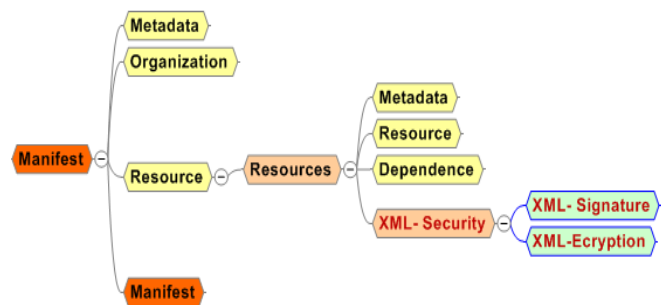 Manifest
Metadata
Organization
Resource
Manifest
Resources
Metadata
Resource
Dependence
XML- Security
XML- Signature
XML-Ecryption